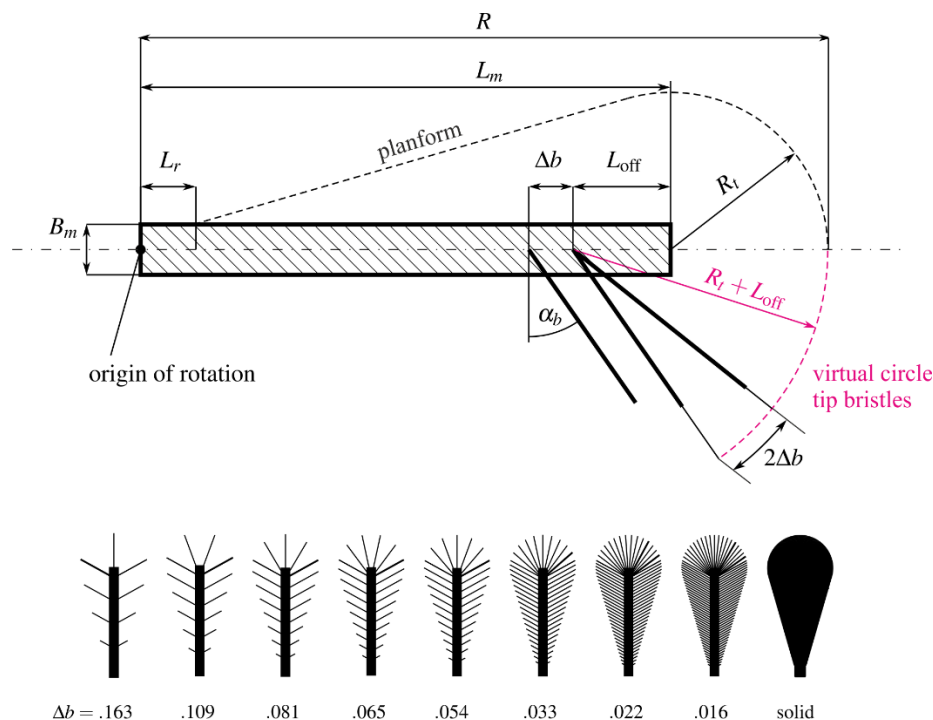 R
L_m
planform
L_r
Δb
L_off
R_t
B_m
R_t + L_off
α_b
origin of rotation
virtual circle
tip bristles
2Δb
Δb = .163 .109 .081 .065 .054 .033 .022 .016 solid